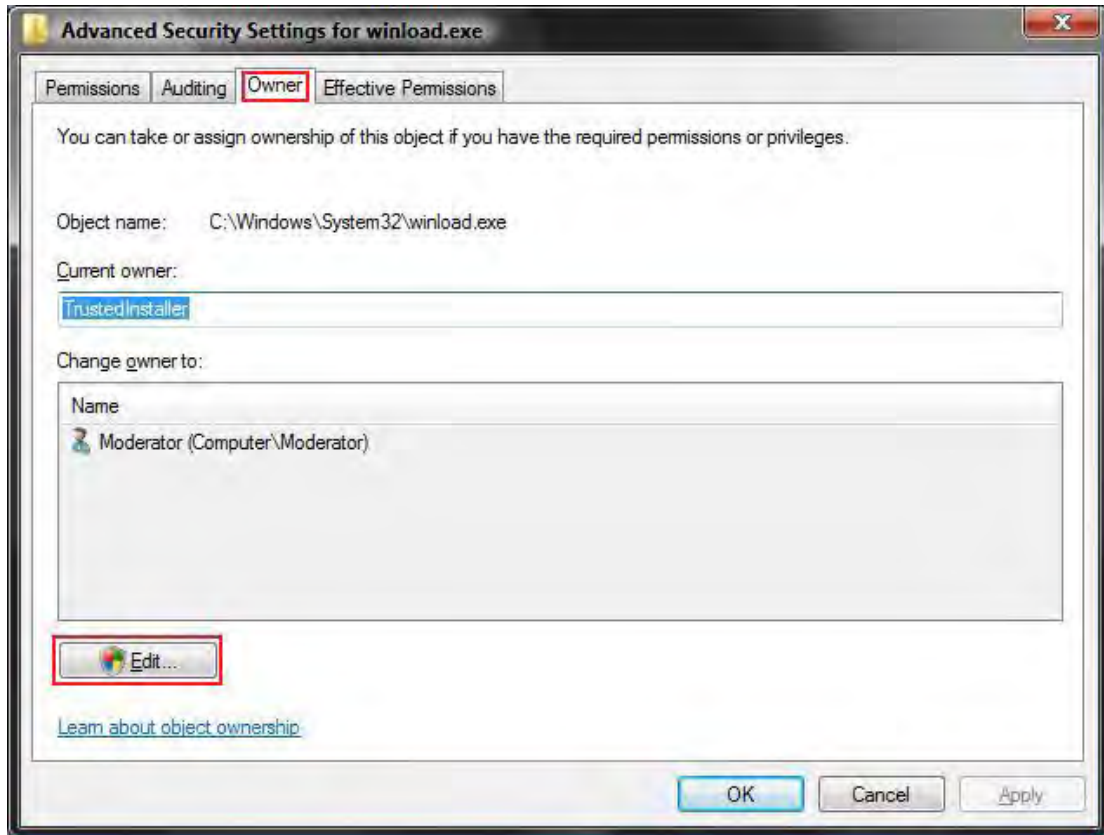 Advanced Security Settings for winload.exe
Permissions Auditing Owner Effective Permissions
You can take or assign ownership of this object if you have the required permissions or privileges.
Object name: C:\Windows\System32\winload.exe
Current owner:
TrustedInstaller
Change owner to:
Name
Moderator (Computer\Moderator)
Edit...
Learn about object ownership
OK Cancel Apply